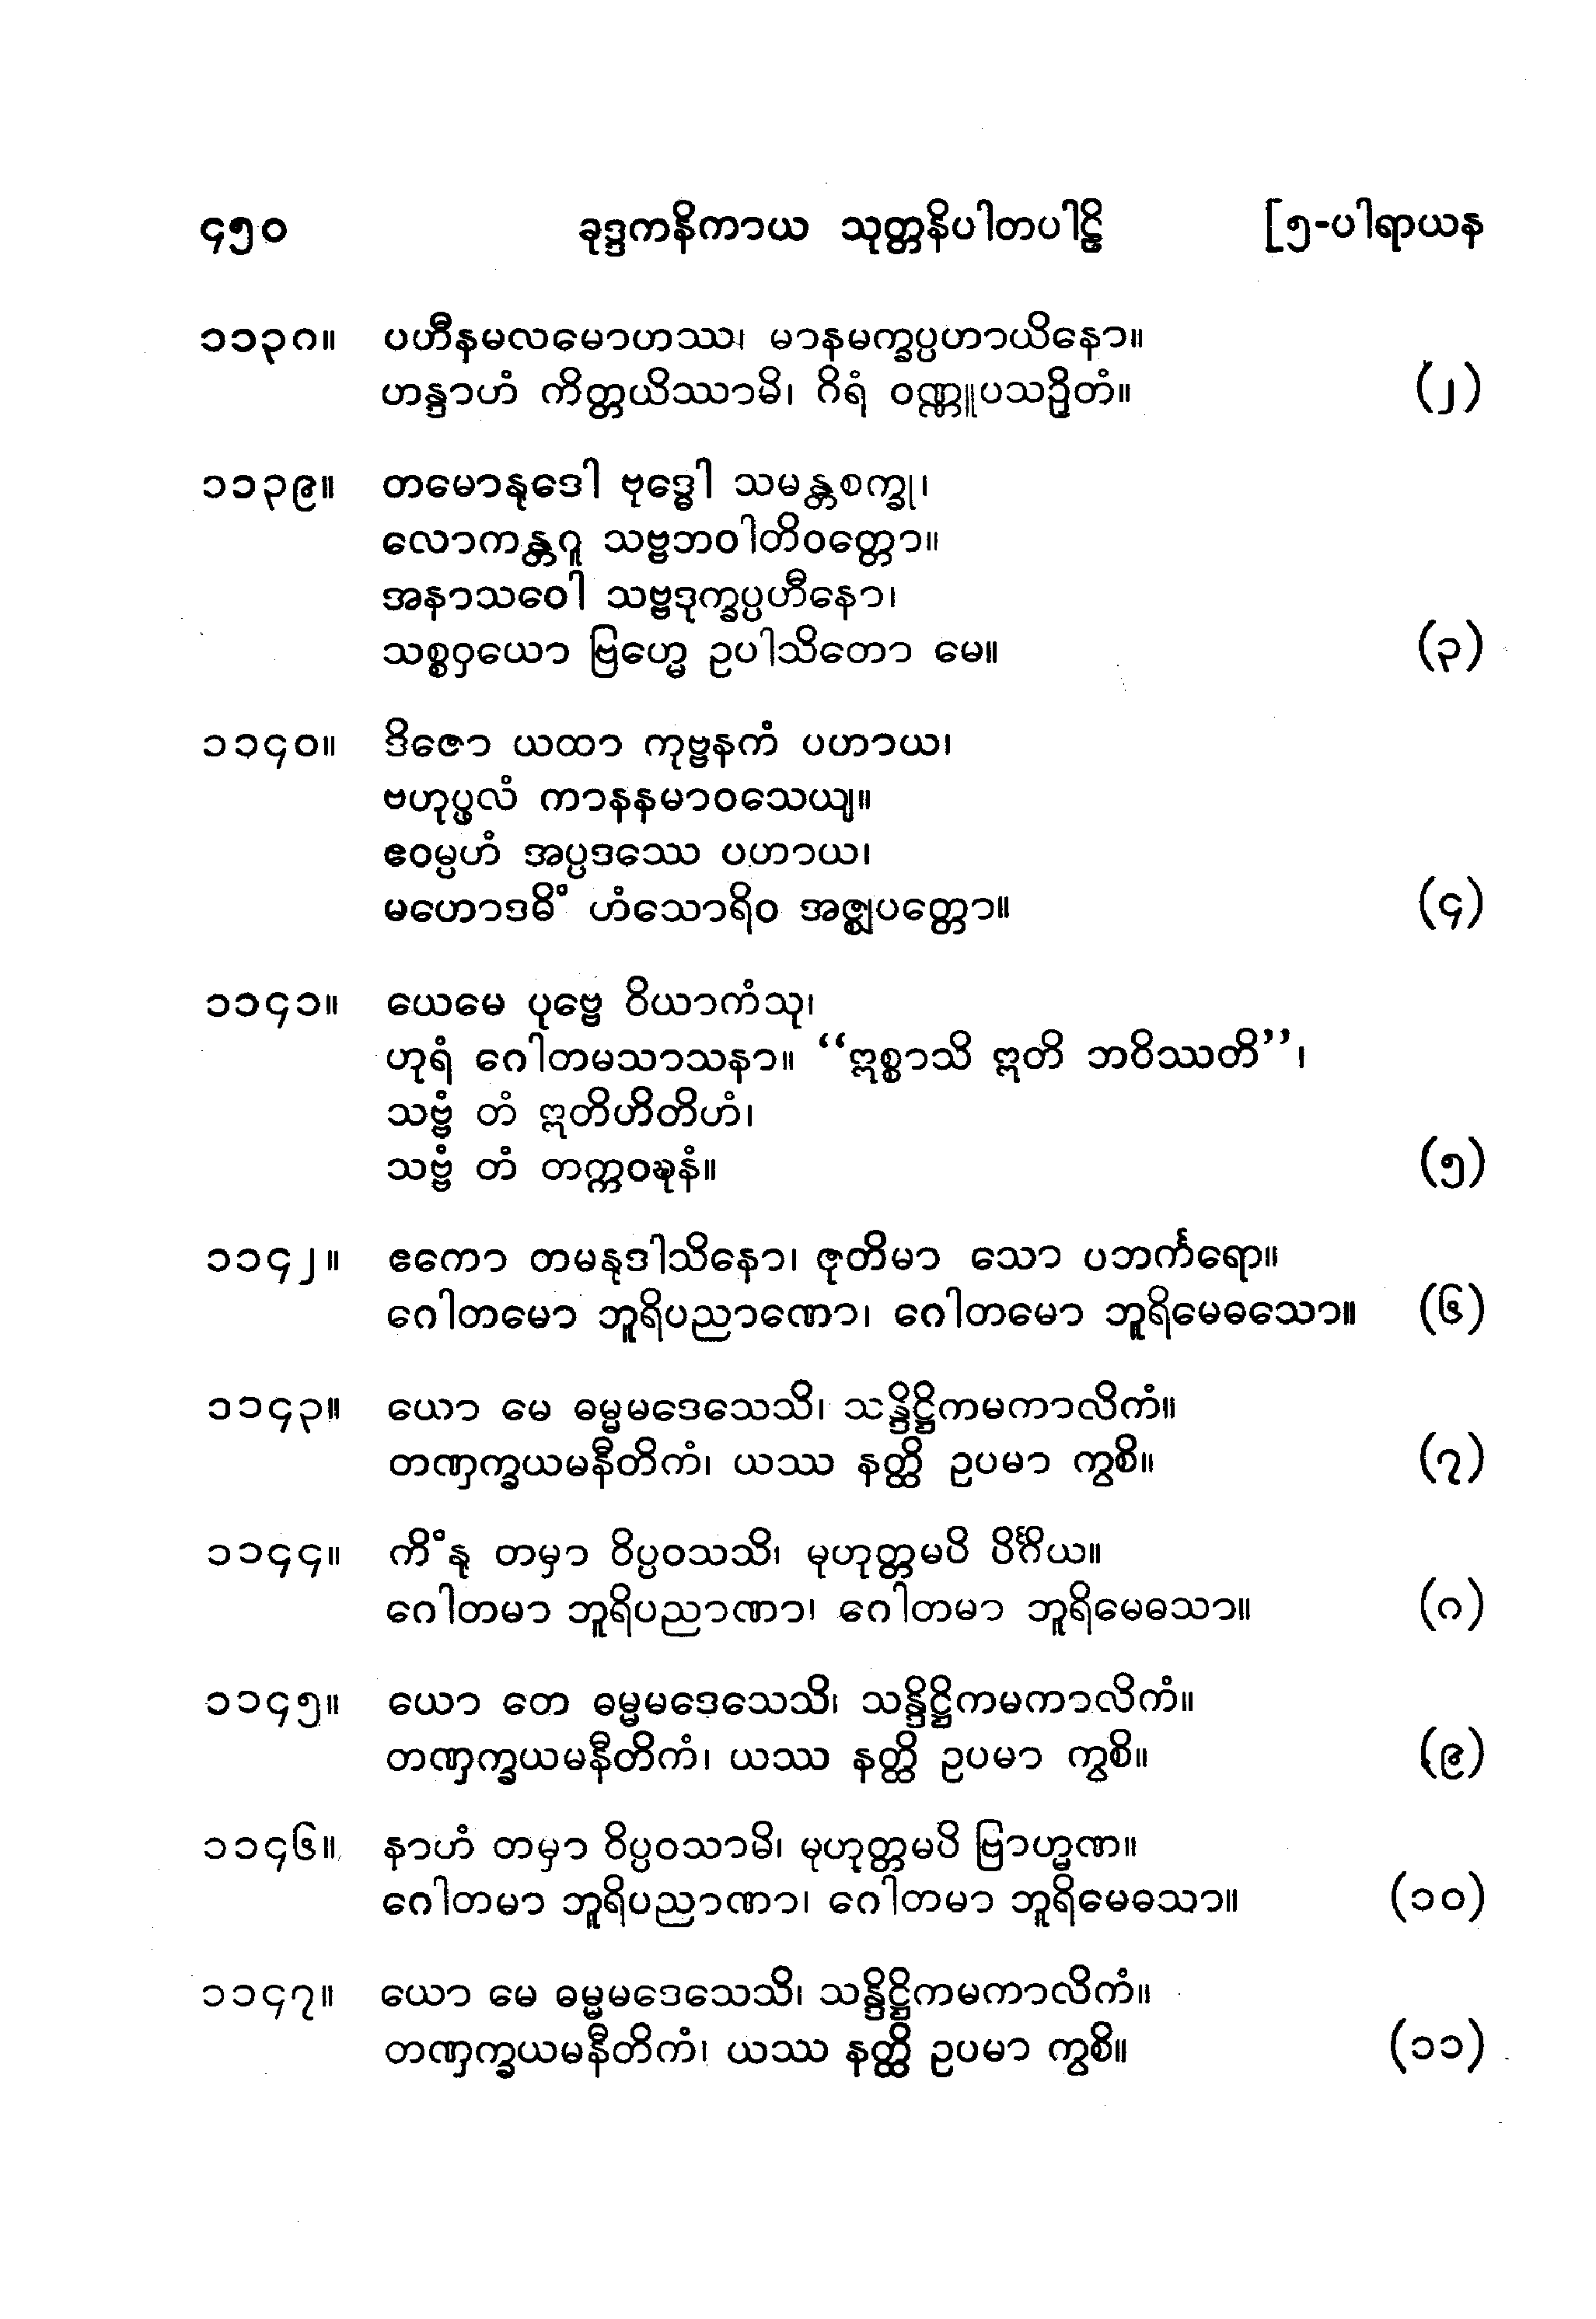 ၄၅၀ ခုဒ္ဒကနိကာယ သုတ္တနိပါတပါဠိ [၅-ပါရာယန
၁၁၃၈။ ပဟီနမလမောဟဿ၊ မာနမက္ခပ္ပဟာယိနော။
ဟန္ဒာဟံ ကိတ္တယိဿာမိ၊ ဂိရံ ဝဏ္ဏူပသဉှိတံ။ (၂)
၁၁၃၉။ တမောနုဒေါ ဗုဒ္ဓေါ သမန္တစက္ခု၊
လောကန္တဂူ သဗ္ဗဘဝါတိဝတ္တော။
အနာသဝေါ သဗ္ဗဒုက္ခပ္ပဟီနော၊
သစ္စဝှယော ဗြဟ္မေ ဥပါသိတော မေ။ (၃)
၁၁၄၀။ ဒိဇော ယထာ ကုဗ္ဗနကံ ပဟာယ၊
ဗဟုပ္ဖလံ ကာနနမာဝသေယျ။
ဧဝမ္ပဟံ အပ္ပဒဿေ ပဟာယ၊
မဟောဒဓိံ ဟံသောရိဝ အဇ္ဈပတ္တော။ (၄)
၁၁၄၁။ ယေမေ ပုဗ္ဗေ ဝိယာကံသု၊
ဟုရံ ဂေါတမသာသနာ။ “ဣစ္စာသိ ဣတိ ဘဝိဿတိ”၊
သဗ္ဗံ တံ ဣတိဟိတိဟံ၊
သဗ္ဗံ တံ တက္ကဝဍ္ဎနံ။ (၅)
၁၁၄၂။ ဧကော တမနုဒါသိနော၊ ဇုတိမာ သော ပဘင်္ကရော။
ဂေါတမော ဘူရိပညာဏော၊ ဂေါတမော ဘူရိမေဓသော။ (၆)
၁၁၄၃။ ယော မေ ဓမ္မမဒေသေသိ၊ သန္ဒိဋ္ဌိကမကာလိကံ။
တဏှက္ခယမနီတိကံ၊ ယဿ နတ္ထိ ဥပမာ ကွစိ။ (၇)
၁၁၄၄။ ကိံနု တမှာ ဝိပ္ပဝသသိ၊ မုဟုတ္တမပိ ပိင်္ဂိယ။
ဂေါတမာ ဘူရိပညာဏာ၊ ဂေါတမာ ဘူရိမေဓသာ။ (၈)
၁၁၄၅။ ယော တေ ဓမ္မမဒေသေသိ၊ သန္ဒိဋ္ဌိကမကာလိကံ။
တဏှက္ခယမနီတိကံ၊ ယဿ နတ္ထိ ဥပမာ ကွစိ။ (၉)
၁၁၄၆။ နာဟံ တမှာ ဝိပ္ပဝသာမိ၊ မုဟုတ္တမပိ ဗြာဟ္မဏ။
ဂေါတမာ ဘူရိပညာဏာ၊ ဂေါတမာ ဘူရိမေဓသာ။ (၁၀)
၁၁၄၇။ ယော မေ ဓမ္မမဒေသေသိ၊ သန္ဒိဋ္ဌိကမကာလိကံ။
တဏှက္ခယမနီတိကံ၊ ယဿ နတ္ထိ ဥပမာ ကွစိ။ (၁၁)